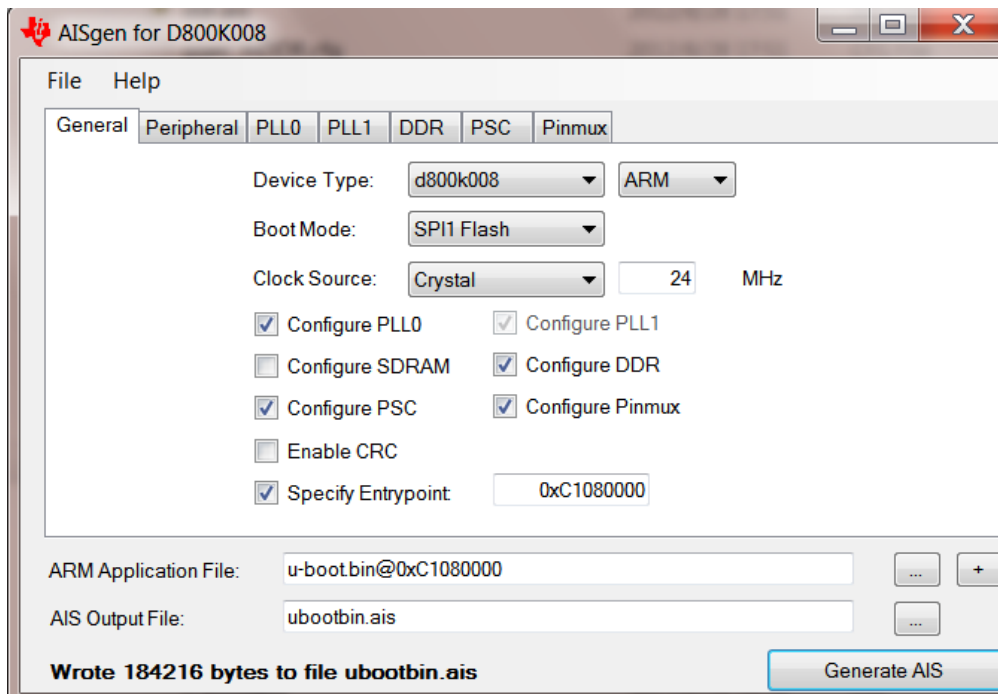 AISgen for D800K008
File Help
General Peripheral PLL0 PLL1 DDR PSC Pinmux
Device Type: d800k008 ARM
Boot Mode: SPI1 Flash
Clock Source: Crystal 24 MHz
Configure PLL0 Configure PLL1
Configure SDRAM Configure DDR
Configure PSC Configure Pinmux
Enable CRC
Specify Entrypoint: 0xC1080000
ARM Application File: u-boot.bin@0xC1080000 ... +
AIS Output File: ubootbin.ais ...
Wrote 184216 bytes to file ubootbin.ais Generate AIS